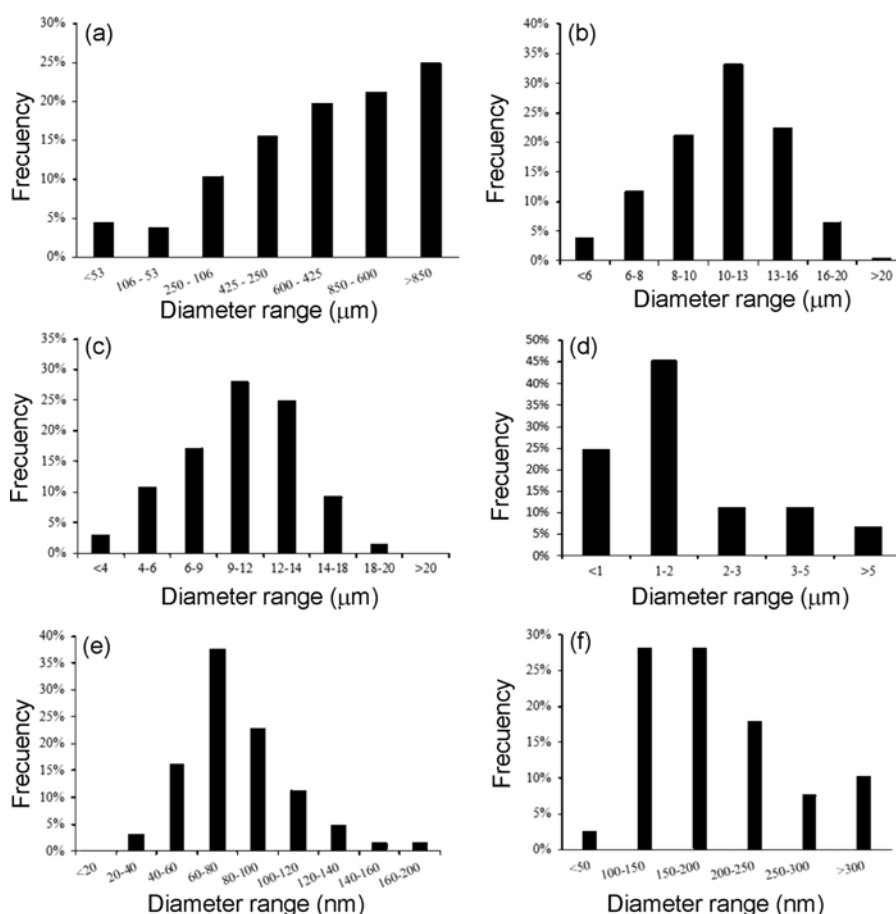 (a)
30%
25%
20%
15%
10%
5%
0%
Frecuency
<53 106 - 53 250 - 106 425 - 250 600 - 425 850 - 600 >850
Diameter range (μm)
(b)
40%
35%
30%
25%
20%
15%
10%
5%
0%
Frecuency
<6 6-8 8-10 10-13 13-16 16-20 >20
Diameter range (μm)
(c)
35%
30%
25%
20%
15%
10%
5%
0%
Frecuency
<4 4-6 6-9 9-12 12-14 14-18 18-20 >20
Diameter range (μm)
(d)
50%
45%
40%
35%
30%
25%
20%
15%
10%
5%
0%
Frecuency
<1 1-2 2-3 3-5 >5
Diameter range (μm)
(e)
40%
35%
30%
25%
20%
15%
10%
5%
0%
Frecuency
<20 20-40 40-60 60-80 80-100 100-120 120-140 140-160 160-200
Diameter range (nm)
(f)
30%
25%
20%
15%
10%
5%
0%
Frecuency
<50 100-150 150-200 200-250 250-300 >300
Diameter range (nm)